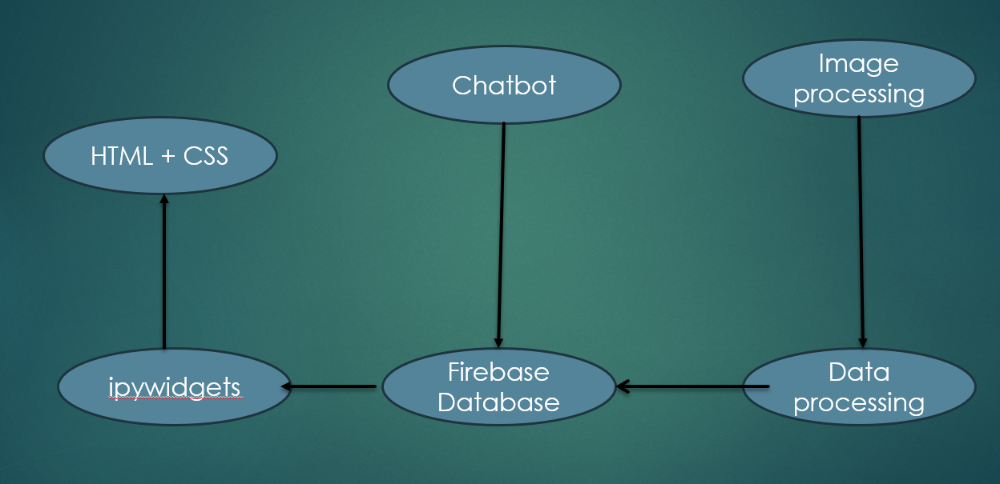 Chatbot
Image
processing
HTML + CSS
ipywidgets
Firebase
Database
Data
processing